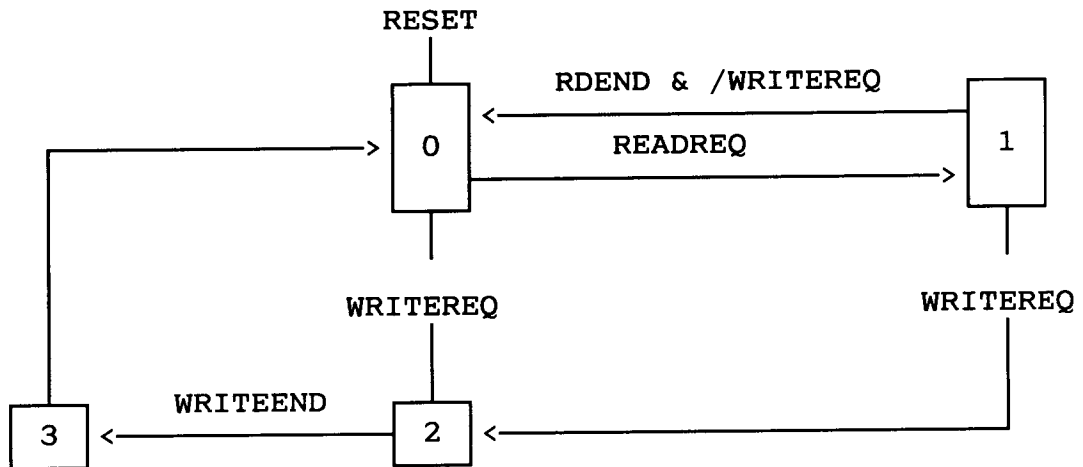 RESET
RDEND & /WRITEREQ
0
READREQ
1
WRITEREQ
WRITEREQ
WRITEEND
3
2